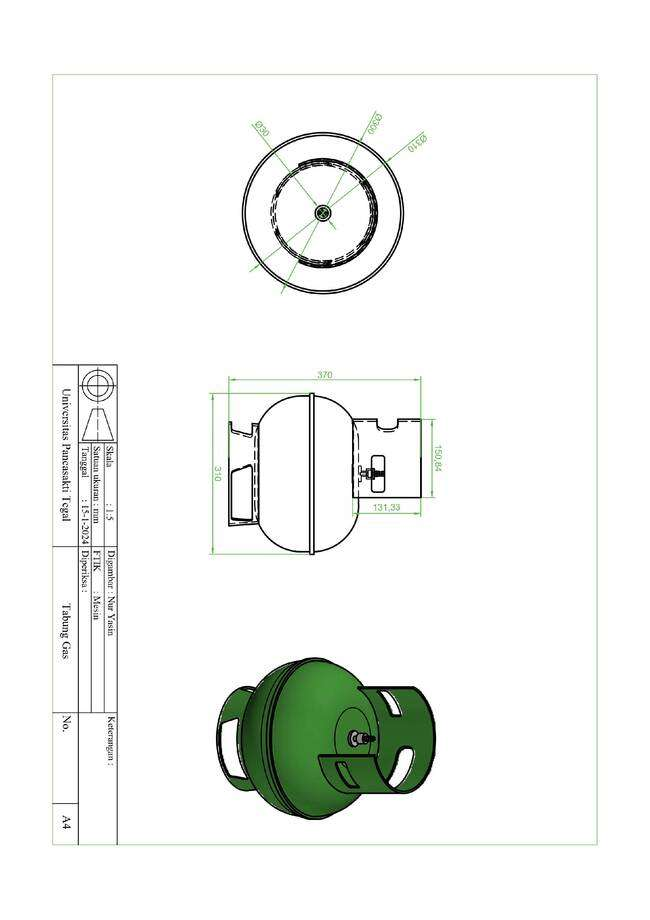 Ø30
Ø300
Ø310
370
310
150,84
131,33
Skala : 1:5
Satuan ukuran : mm
Tanggal : 15-1-2024
Digambar : Nur Yasin
FTIK : Mesin
Diperiksa :
Keterangan :
Universitas Pancasakti Tegal
Tabung Gas
No.
A4